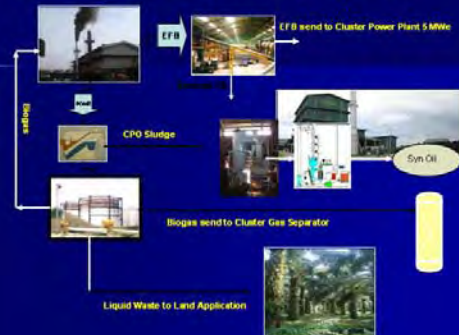 EFB send to Cluster Power Plant 5 MWe
EFB
Biogas
CPO Sludge
Syn Oil
Biogas send to Cluster Gas Separator
Liquid Waste to Land Application